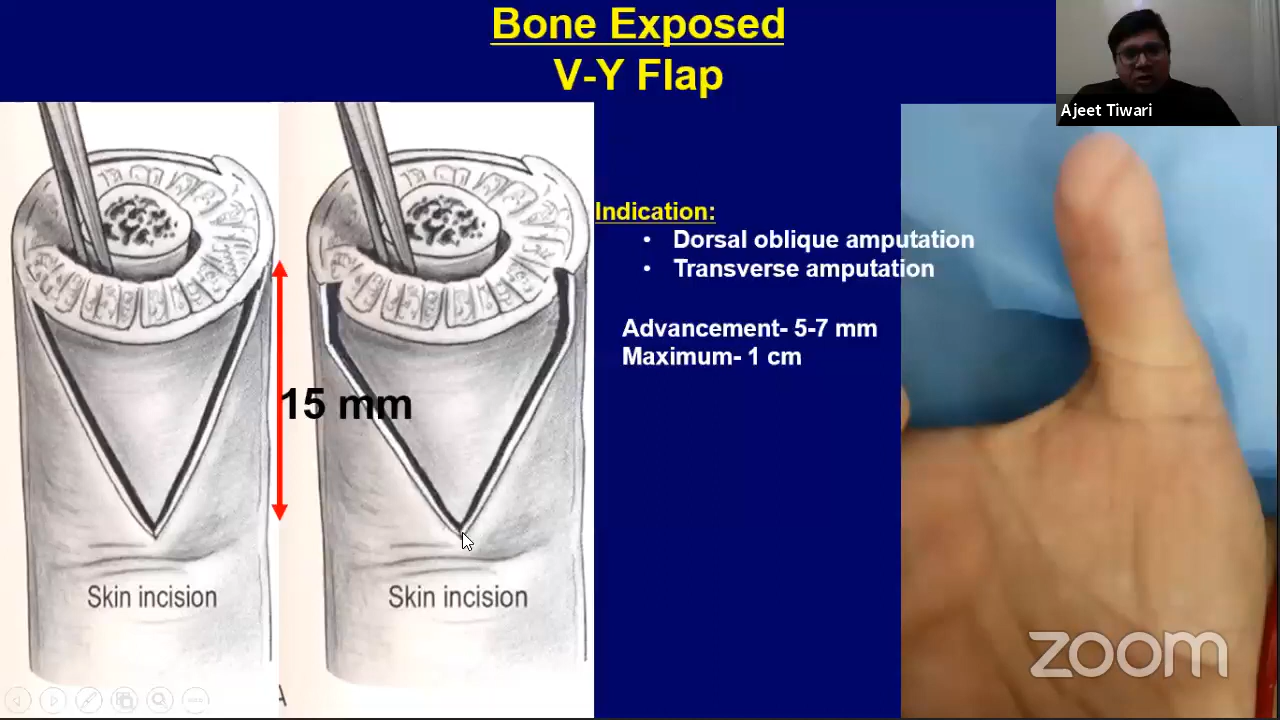 Bone Exposed
V-Y Flap
Ajeet Tiwari
Indication:
• Dorsal oblique amputation
• Transverse amputation
Advancement- 5-7 mm
Maximum- 1 cm
15 mm
Skin incision
Skin incision
A
zoom